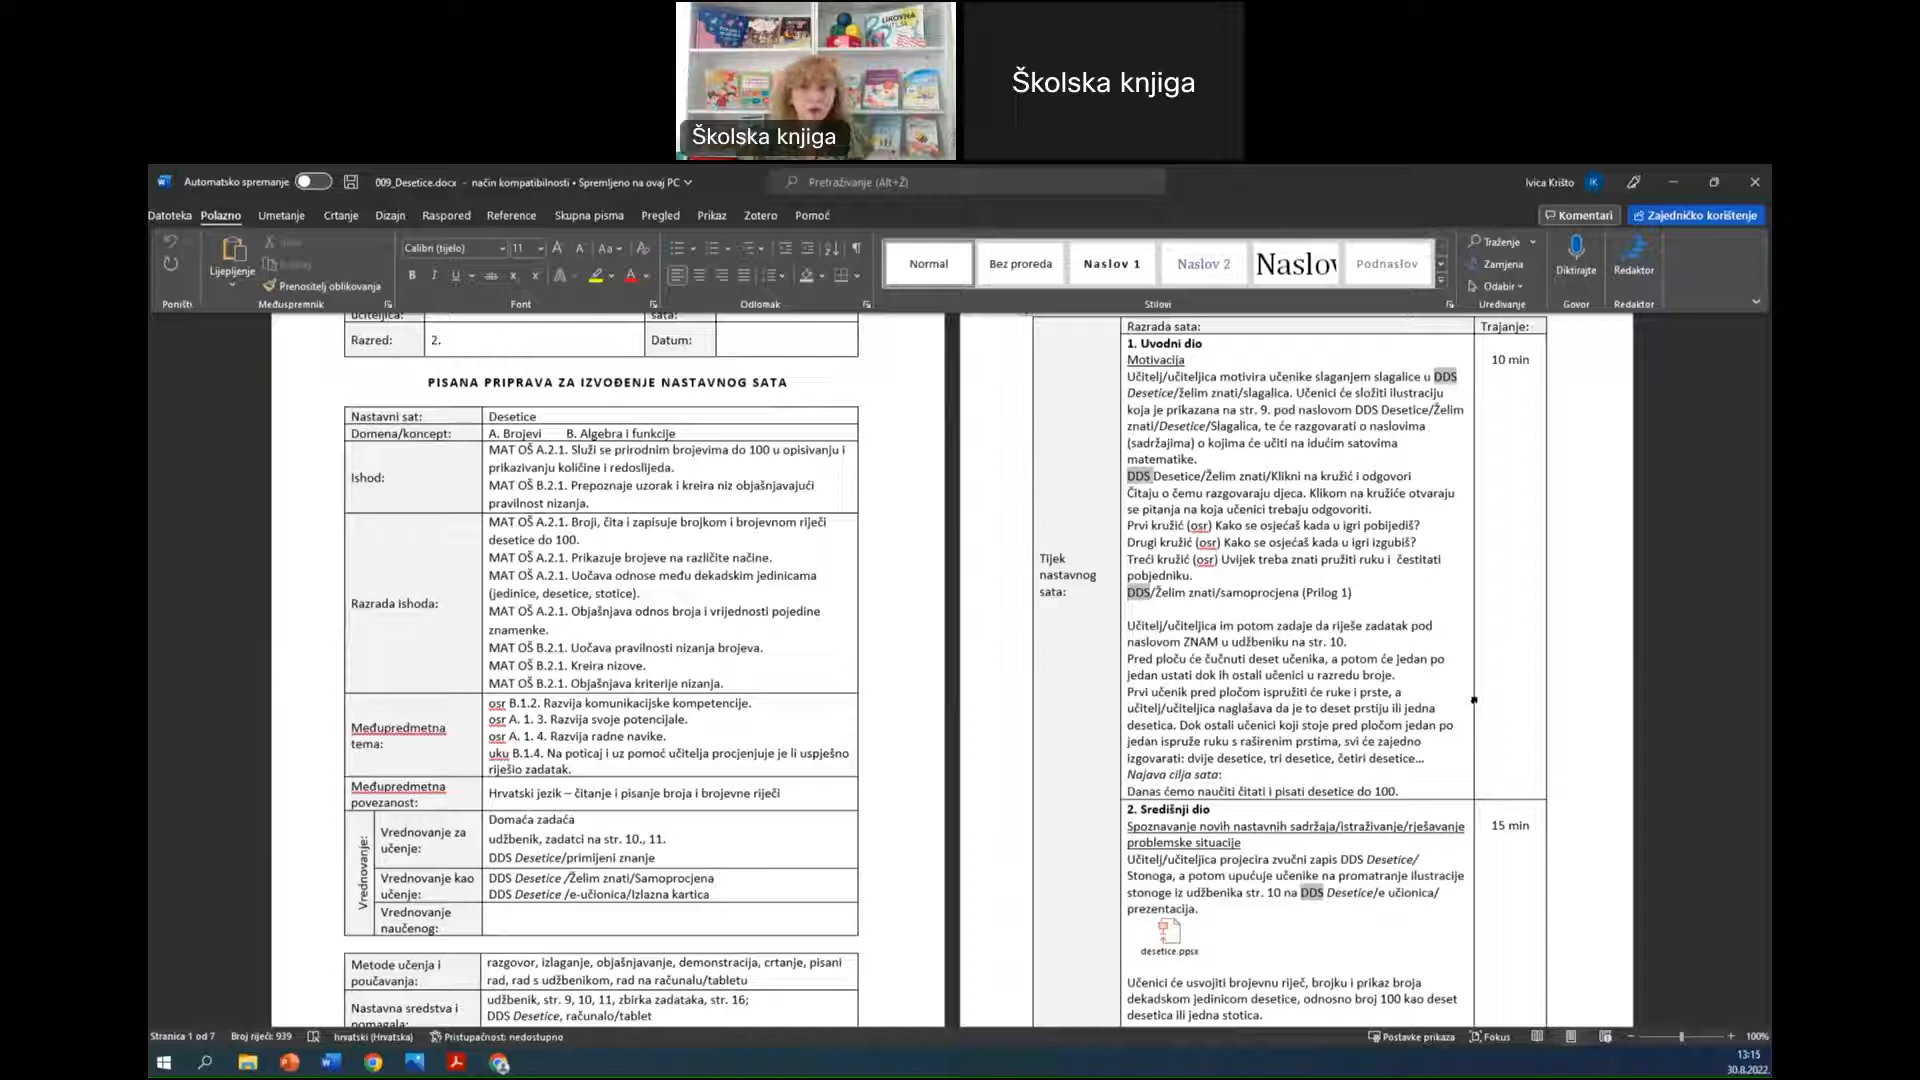 LIKOVNA
Školska knjiga
Školska knjiga
Automatsko spremanje
009_Desetice.docx - način kompatibilnosti • Spremljeno na ovaj PC
Pretraživanje (Alt+Ž)
Ivica Krišto
IK
Datoteka Polazno Umetanje Crtanje Dizajn Raspored Reference Skupna pisma Pregled Prikaz Zotero Pomoć
Komentari
Zajedničko korištenje
Lijepljenje
Prenositelj oblikovanja
Calibri (tijelo) 11
Normal
Bez proreda
Naslov 1
Naslov 2
Naslov
Podnaslov
Traženje
Zamjena
Odabir
Diktirajte
Redaktor
Poništi
Međuspremnik
Font
Odlomak
Stilovi
Uređivanje
Govor
Redaktor
učiteljica:
sata:
Razred: 2. Datum:
PISANA PRIPRAVA ZA IZVOĐENJE NASTAVNOG SATA
Nastavni sat: Desetice
Domena/koncept: A. Brojevi B. Algebra i funkcije
Ishod:
MAT OŠ A.2.1. Služi se prirodnim brojevima do 100 u opisivanju i
prikazivanju količine i redoslijeda.
MAT OŠ B.2.1. Prepoznaje uzorak i kreira niz objašnjavajući
pravilnost nizanja.
Razrada ishoda:
MAT OŠ A.2.1. Broji, čita i zapisuje brojkom i brojevnom riječi
desetice do 100.
MAT OŠ A.2.1. Prikazuje brojeve na različite načine.
MAT OŠ A.2.1. Uočava odnose među dekadskim jedinicama
(jedinice, desetice, stotice).
MAT OŠ A.2.1. Objašnjava odnos broja i vrijednosti pojedine
znamenke.
MAT OŠ B.2.1. Uočava pravilnosti nizanja brojeva.
MAT OŠ B.2.1. Kreira nizove.
MAT OŠ B.2.1. Objašnjava kriterije nizanja.
Međupredmetna
tema:
osr B.1.2. Razvija komunikacijske kompetencije.
osr A. 1. 3. Razvija svoje potencijale.
osr A. 1. 4. Razvija radne navike.
uku B.1.4. Na poticaj i uz pomoć učitelja procjenjuje je li uspješno
riješio zadatak.
Međupredmetna
povezanost:
Hrvatski jezik – čitanje i pisanje broja i brojevne riječi
Vrednovanje:
Vrednovanje za
učenje:
Domaća zadaća
udžbenik, zadatci na str. 10., 11.
DDS Desetice/primijeni znanje
Vrednovanje kao
učenje:
DDS Desetice /Želim znati/Samoprocjena
DDS Desetice /e-učionica/Izlazna kartica
Vrednovanje
naučenog:
Metode učenja i
poučavanja:
razgovor, izlaganje, objašnjavanje, demonstracija, crtanje, pisani
rad, rad s udžbenikom, rad na računalu/tabletu
Nastavna sredstva i
pomagala:
udžbenik, str. 9, 10, 11, zbirka zadataka, str. 16;
DDS Desetice, računalo/tablet
Tijek
nastavnog
sata:
Razrada sata: Trajanje:
1. Uvodni dio
10 min
Motivacija
Učitelj/učiteljica motivira učenike slaganjem slagalice u DDS
Desetice/želim znati/slagalica. Učenici će složiti ilustraciju
koja je prikazana na str. 9. pod naslovom DDS Desetice/Želim
znati/Desetice/Slagalica, te će razgovarati o naslovima
(sadržajima) o kojima će učiti na idućim satovima
matematike.
DDS Desetice/Želim znati/Klikni na kružić i odgovori
Čitaju o čemu razgovaraju djeca. Klikom na kružiće otvaraju
se pitanja na koja učenici trebaju odgovoriti.
Prvi kružić (osr) Kako se osjećaš kada u igri pobijediš?
Drugi kružić (osr) Kako se osjećaš kada u igri izgubiš?
Treći kružić (osr) Uvijek treba znati pružiti ruku i čestitati
pobjedniku.
DDS/Želim znati/samoprocjena (Prilog 1)
Učitelj/učiteljica im potom zadaje da riješe zadatak pod
naslovom ZNAM u udžbeniku na str. 10.
Pred ploču će čučnuti deset učenika, a potom će jedan po
jedan ustati dok ih ostali učenici u razredu broje.
Prvi učenik pred pločom ispružiti će ruke i prste, a
učitelj/učiteljica naglašava da je to deset prstiju ili jedna
desetica. Dok ostali učenici koji stoje pred pločom jedan po
jedan ispruže ruku s raširenim prstima, svi će zajedno
izgovarati: dvije desetice, tri desetice, četiri desetice...
Najava cilja sata:
Danas ćemo naučiti čitati i pisati desetice do 100.
2. Središnji dio
15 min
Spoznavanje novih nastavnih sadržaja/istraživanje/rješavanje
problemske situacije
Učitelj/učiteljica projecira zvučni zapis DDS Desetice/
Stonoga, a potom upućuje učenike na promatranje ilustracije
stonoge iz udžbenika str. 10 na DDS Desetice/e učionica/
prezentacija.
desetice.ppsx
Učenici će usvojiti brojevnu riječ, brojku i prikaz broja
dekadskom jedinicom desetice, odnosno broj 100 kao deset
desetica ili jedna stotica.
Stranica 1 od 7 Broj riječi: 939 hrvatski (Hrvatska) Pristupačnost: nedostupno
Postavke prikaza Fokus 100%
13:15
30.8.2022.